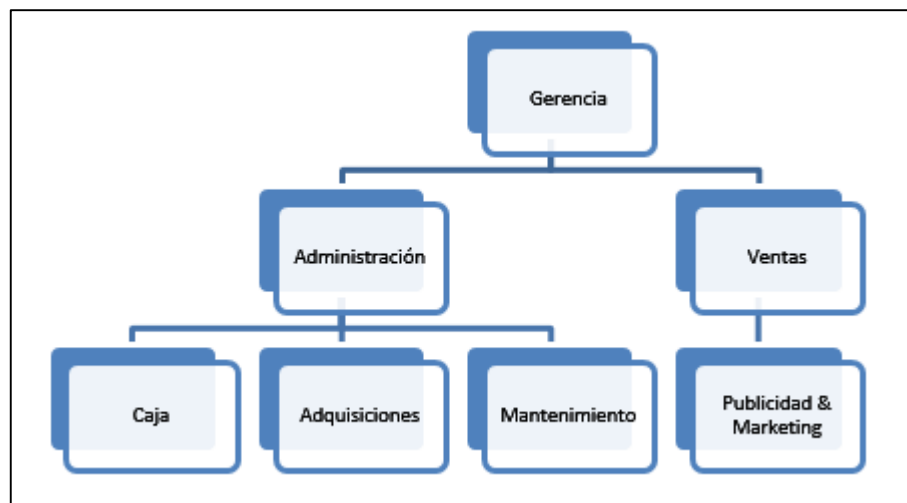 Gerencia
Administración
Ventas
Caja
Adquisiciones
Mantenimiento
Publicidad &
Marketing